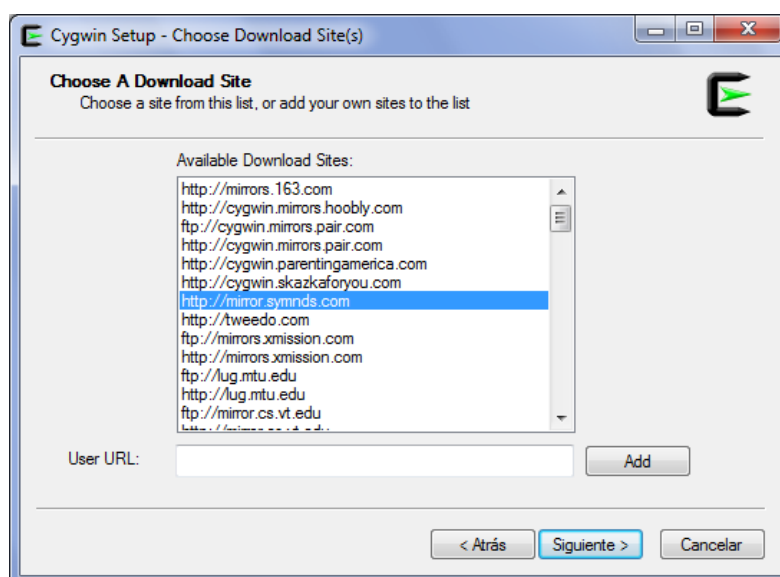 Cygwin Setup - Choose Download Site(s)
Choose A Download Site
Choose a site from this list, or add your own sites to the list
Available Download Sites:
http://mirrors.163.com
http://cygwin.mirrors.hoobly.com
ftp://cygwin.mirrors.pair.com
http://cygwin.mirrors.pair.com
http://cygwin.parentingamerica.com
http://cygwin.skazkaforyou.com
http://mirror.symnds.com
http://tweedo.com
ftp://mirrors.xmission.com
http://mirrors.xmission.com
ftp://lug.mtu.edu
http://lug.mtu.edu
ftp://mirror.cs.vt.edu
User URL:
Add
< Atrás
Siguiente >
Cancelar